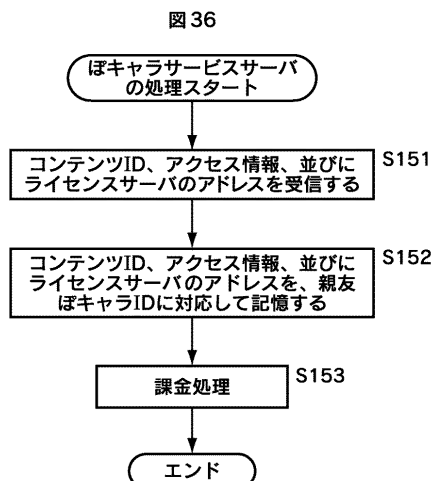 図36
ぽキャラサービスサーバ
の処理スタート
コンテンツID、アクセス情報、並びに
ライセンスサーバのアドレスを受信する
S151
コンテンツID、アクセス情報、並びに
ライセンスサーバのアドレスを、親友
ぽキャラIDに対応して記憶する
S152
課金処理
S153
エンド